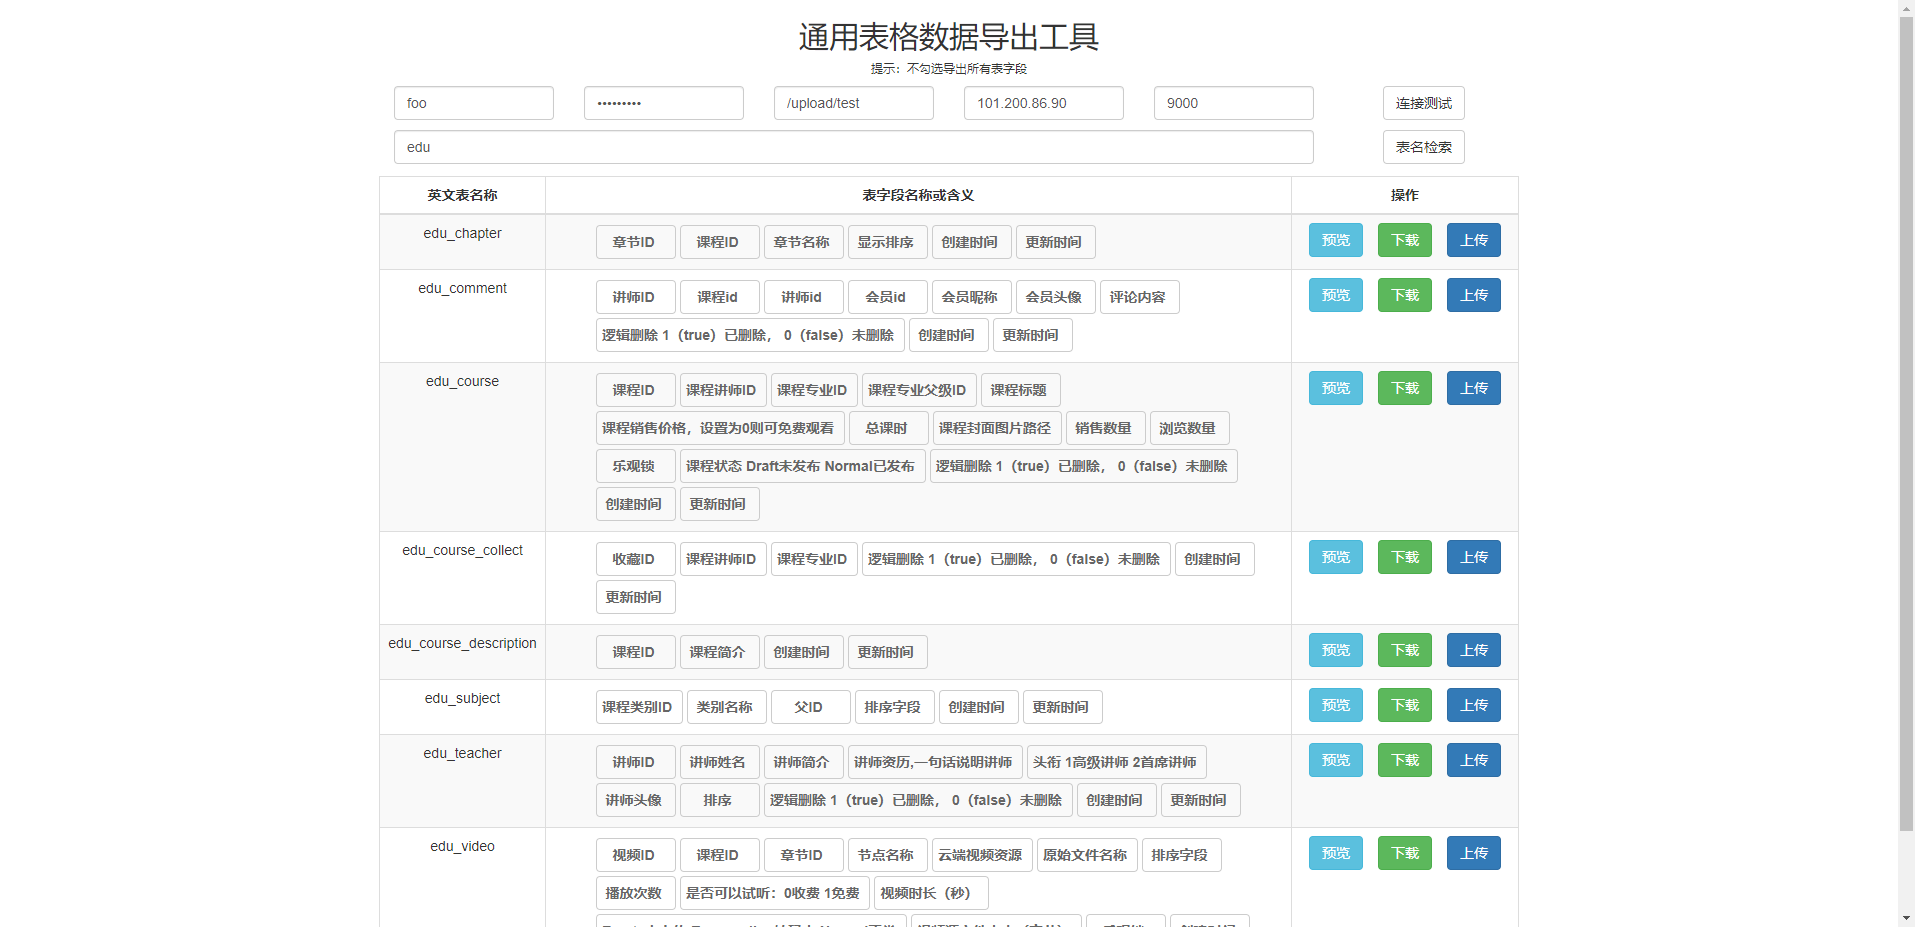 通用表格数据导出工具
提示：不勾选导出所有表字段
foo ••••••••• /upload/test 101.200.86.90 9000 连接测试
edu 表名检索
英文表名称 表字段名称或含义 操作
edu_chapter 章节ID 课程ID 章节名称 显示排序 创建时间 更新时间 预览 下载 上传
edu_comment 讲师ID 课程id 讲师id 会员id 会员昵称 会员头像 评论内容 预览 下载 上传
逻辑删除 1（true）已删除， 0（false）未删除 创建时间 更新时间
edu_course 课程ID 课程讲师ID 课程专业ID 课程专业父级ID 课程标题 预览 下载 上传
课程销售价格，设置为0则可免费观看 总课时 课程封面图片路径 销售数量 浏览数量
乐观锁 课程状态 Draft未发布 Normal已发布 逻辑删除 1（true）已删除， 0（false）未删除
创建时间 更新时间
edu_course_collect 收藏ID 课程讲师ID 课程专业ID 逻辑删除 1（true）已删除， 0（false）未删除 创建时间 预览 下载 上传
更新时间
edu_course_description 课程ID 课程简介 创建时间 更新时间 预览 下载 上传
edu_subject 课程类别ID 类别名称 父ID 排序字段 创建时间 更新时间 预览 下载 上传
edu_teacher 讲师ID 讲师姓名 讲师简介 讲师资历,一句话说明讲师 头衔 1高级讲师 2首席讲师 预览 下载 上传
讲师头像 排序 逻辑删除 1（true）已删除， 0（false）未删除 创建时间 更新时间
edu_video 视频ID 课程ID 章节ID 节点名称 云端视频资源 原始文件名称 排序字段 预览 下载 上传
播放次数 是否可以试听：0收费 1免费 视频时长（秒）